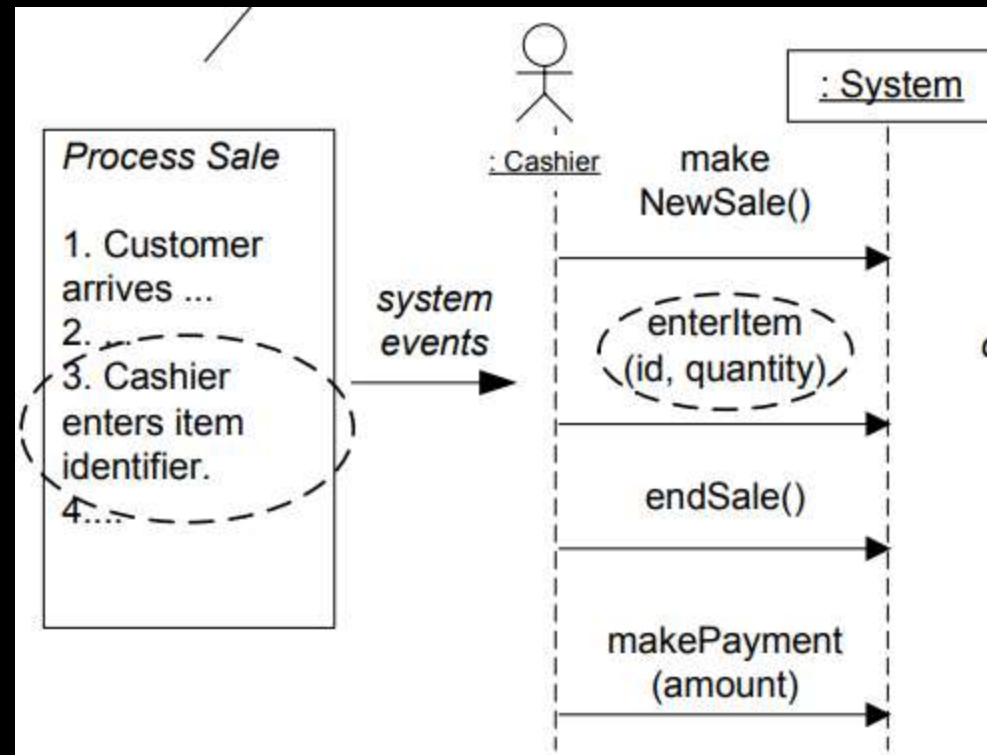 Process Sale
1. Customer
arrives ...
2. ...
3. Cashier
enters item
identifier.
4....
system
events
: Cashier
: System
make
NewSale()
enterItem
(id, quantity)
endSale()
makePayment
(amount)